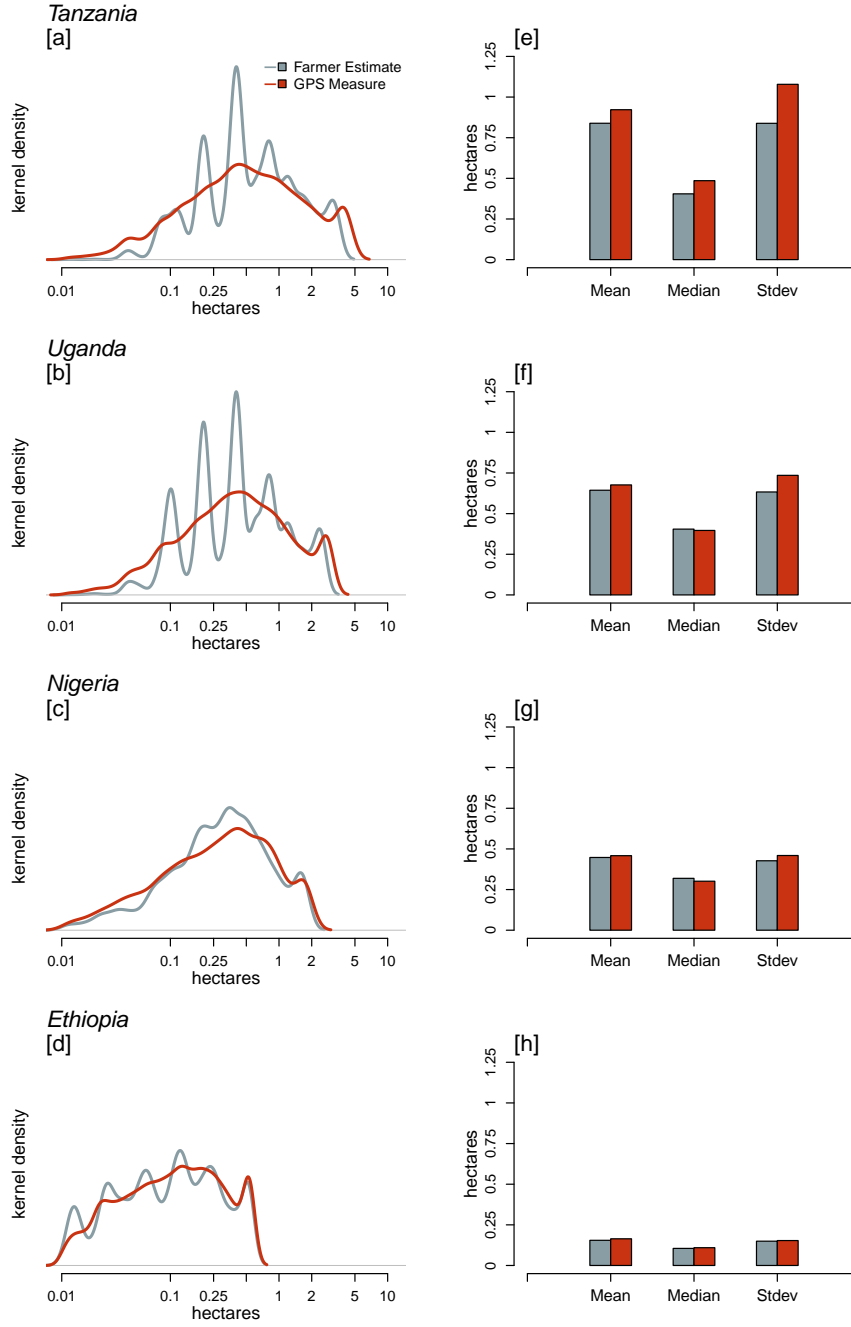 Tanzania
[a]
kernel density
Farmer Estimate
GPS Measure
0.01 0.1 0.25 1 2 5 10
hectares
[e]
hectares
0 0.25 0.5 0.75 1 1.25
Mean Median Stdev
Uganda
[b]
kernel density
0.01 0.1 0.25 1 2 5 10
hectares
[f]
hectares
0 0.25 0.5 0.75 1 1.25
Mean Median Stdev
Nigeria
[c]
kernel density
0.01 0.1 0.25 1 2 5 10
hectares
[g]
hectares
0 0.25 0.5 0.75 1 1.25
Mean Median Stdev
Ethiopia
[d]
kernel density
0.01 0.1 0.25 1 2 5 10
hectares
[h]
hectares
0 0.25 0.5 0.75 1 1.25
Mean Median Stdev